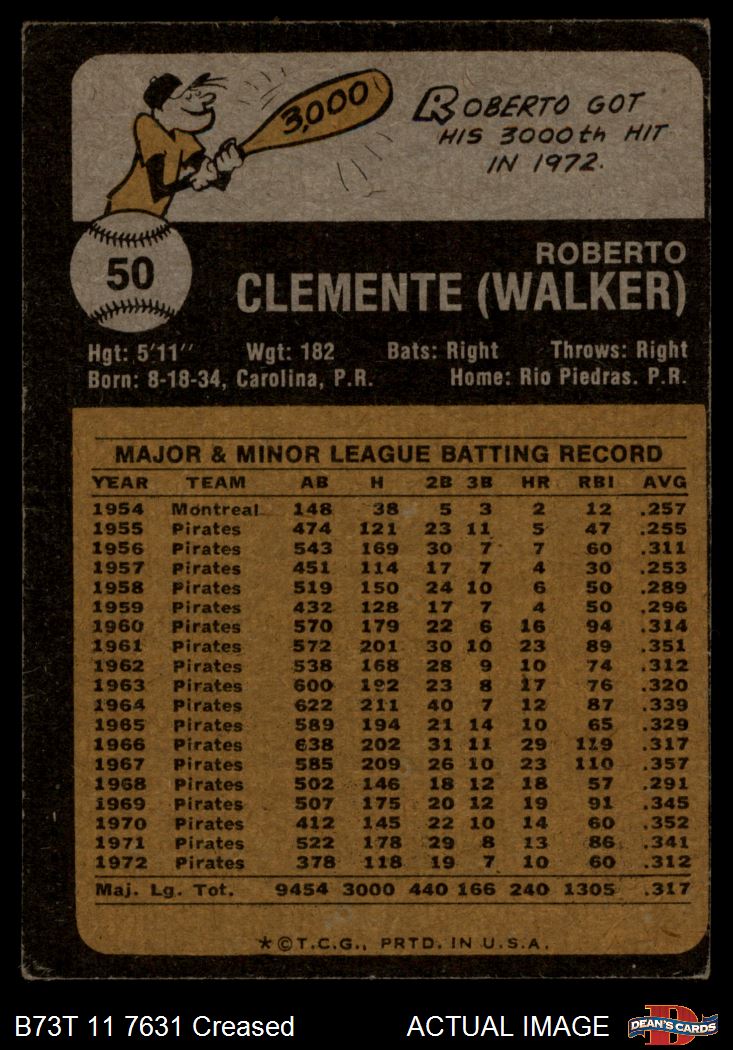 3,000
ROBERTO GOT
HIS 3000th HIT
IN 1972.
50
ROBERTO
CLEMENTE (WALKER)
Hgt: 5'11" Wgt: 182 Bats: Right Throws: Right
Born: 8-18-34, Carolina, P.R. Home: Rio Piedras. P.R.
MAJOR & MINOR LEAGUE BATTING RECORD
YEAR TEAM AB H 2B 3B HR RBI AVG
1954 Montreal 148 38 5 3 2 12 .257
1955 Pirates 474 121 23 11 5 47 .255
1956 Pirates 543 169 30 7 7 60 .311
1957 Pirates 451 114 17 7 4 30 .253
1958 Pirates 519 150 24 10 6 50 .289
1959 Pirates 432 128 17 7 4 50 .296
1960 Pirates 570 179 22 6 16 94 .314
1961 Pirates 572 201 30 10 23 89 .351
1962 Pirates 538 168 28 9 10 74 .312
1963 Pirates 600 192 23 8 17 76 .320
1964 Pirates 622 211 40 7 12 87 .339
1965 Pirates 589 194 21 14 10 65 .329
1966 Pirates 638 202 31 11 29 119 .317
1967 Pirates 585 209 26 10 23 110 .357
1968 Pirates 502 146 18 12 18 57 .291
1969 Pirates 507 175 20 12 19 91 .345
1970 Pirates 412 145 22 10 14 60 .352
1971 Pirates 522 178 29 8 13 86 .341
1972 Pirates 378 118 19 7 10 60 .312
Maj. Lg. Tot. 9454 3000 440 166 240 1305 .317
*©T.C.G., PRTD. IN U.S.A.
B73T 11 7631 Creased ACTUAL IMAGE DEAN'S CARDS